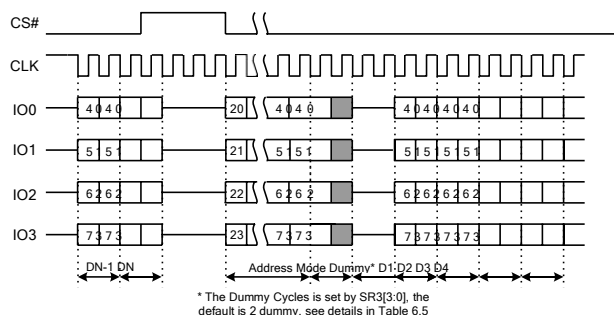 CS#
CLK
IO0 4 0 4 0 20 4 0 4 0 4 0 4 0 4 0 4 0
IO1 5 1 5 1 21 5 1 5 1 5 1 5 1 5 1 5 1
IO2 6 2 6 2 22 6 2 6 2 6 2 6 2 6 2 6 2
IO3 7 3 7 3 23 7 3 7 3 7 3 7 3 7 3 7 3
DN-1 DN Address Mode Dummy* D1 D2 D3 D4
* The Dummy Cycles is set by SR3[3:0], the
default is 2 dummy, see details in Table 6.5